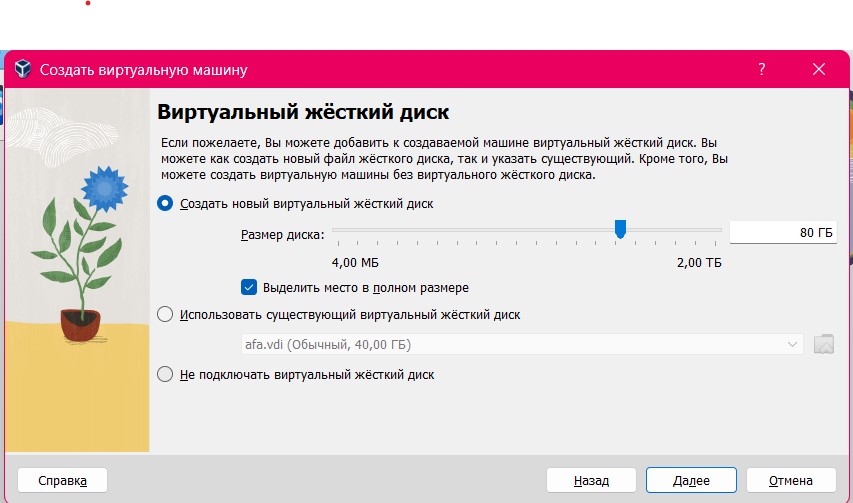 Создать виртуальную машину
?
Виртуальный жёсткий диск
Если пожелаете, Вы можете добавить к создаваемой машине виртуальный жёсткий диск. Вы
можете как создать новый файл жёсткого диска, так и указать существующий. Кроме того, Вы
можете создать виртуальную машины без виртуального жёсткого диска.
Создать новый виртуальный жёсткий диск
Размер диска: 80 ГБ
4,00 МБ 2,00 ТБ
Выделить место в полном размере
Использовать существующий виртуальный жёсткий диск
afa.vdi (Обычный, 40,00 ГБ)
Не подключать виртуальный жёсткий диск
Справка Назад Далее Отмена